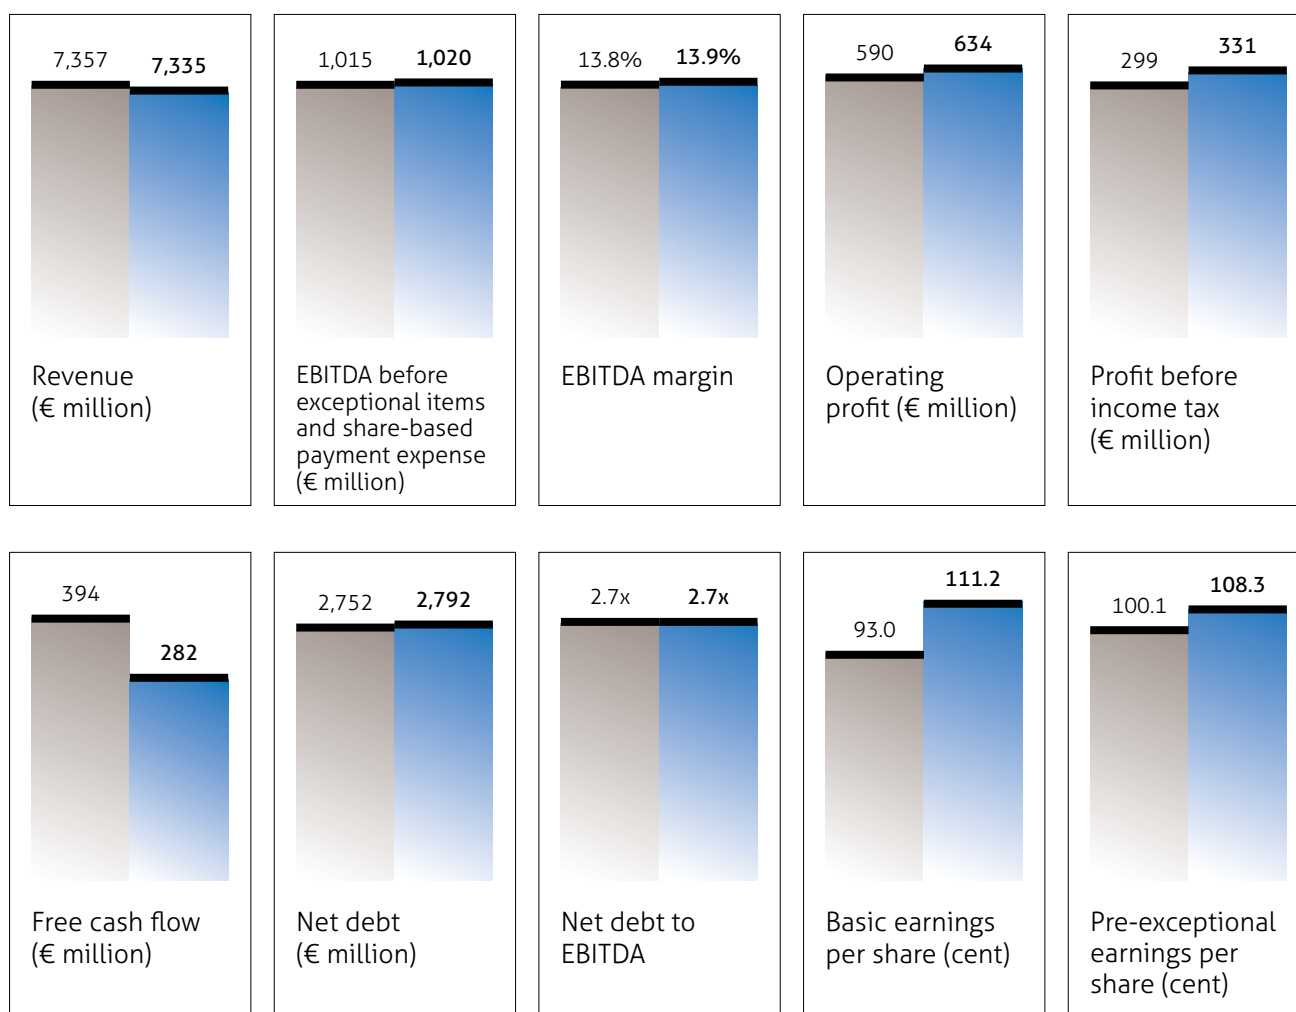 7,357
7,335
Revenue
(€ million)
1,015
1,020
EBITDA before
exceptional items
and share-based
payment expense
(€ million)
13.8%
13.9%
EBITDA margin
590
634
Operating
profit (€ million)
299
331
Profit before
income tax
(€ million)
394
282
Free cash flow
(€ million)
2,752
2,792
Net debt
(€ million)
2.7x
2.7x
Net debt to
EBITDA
93.0
111.2
Basic earnings
per share (cent)
100.1
108.3
Pre-exceptional
earnings per
share (cent)